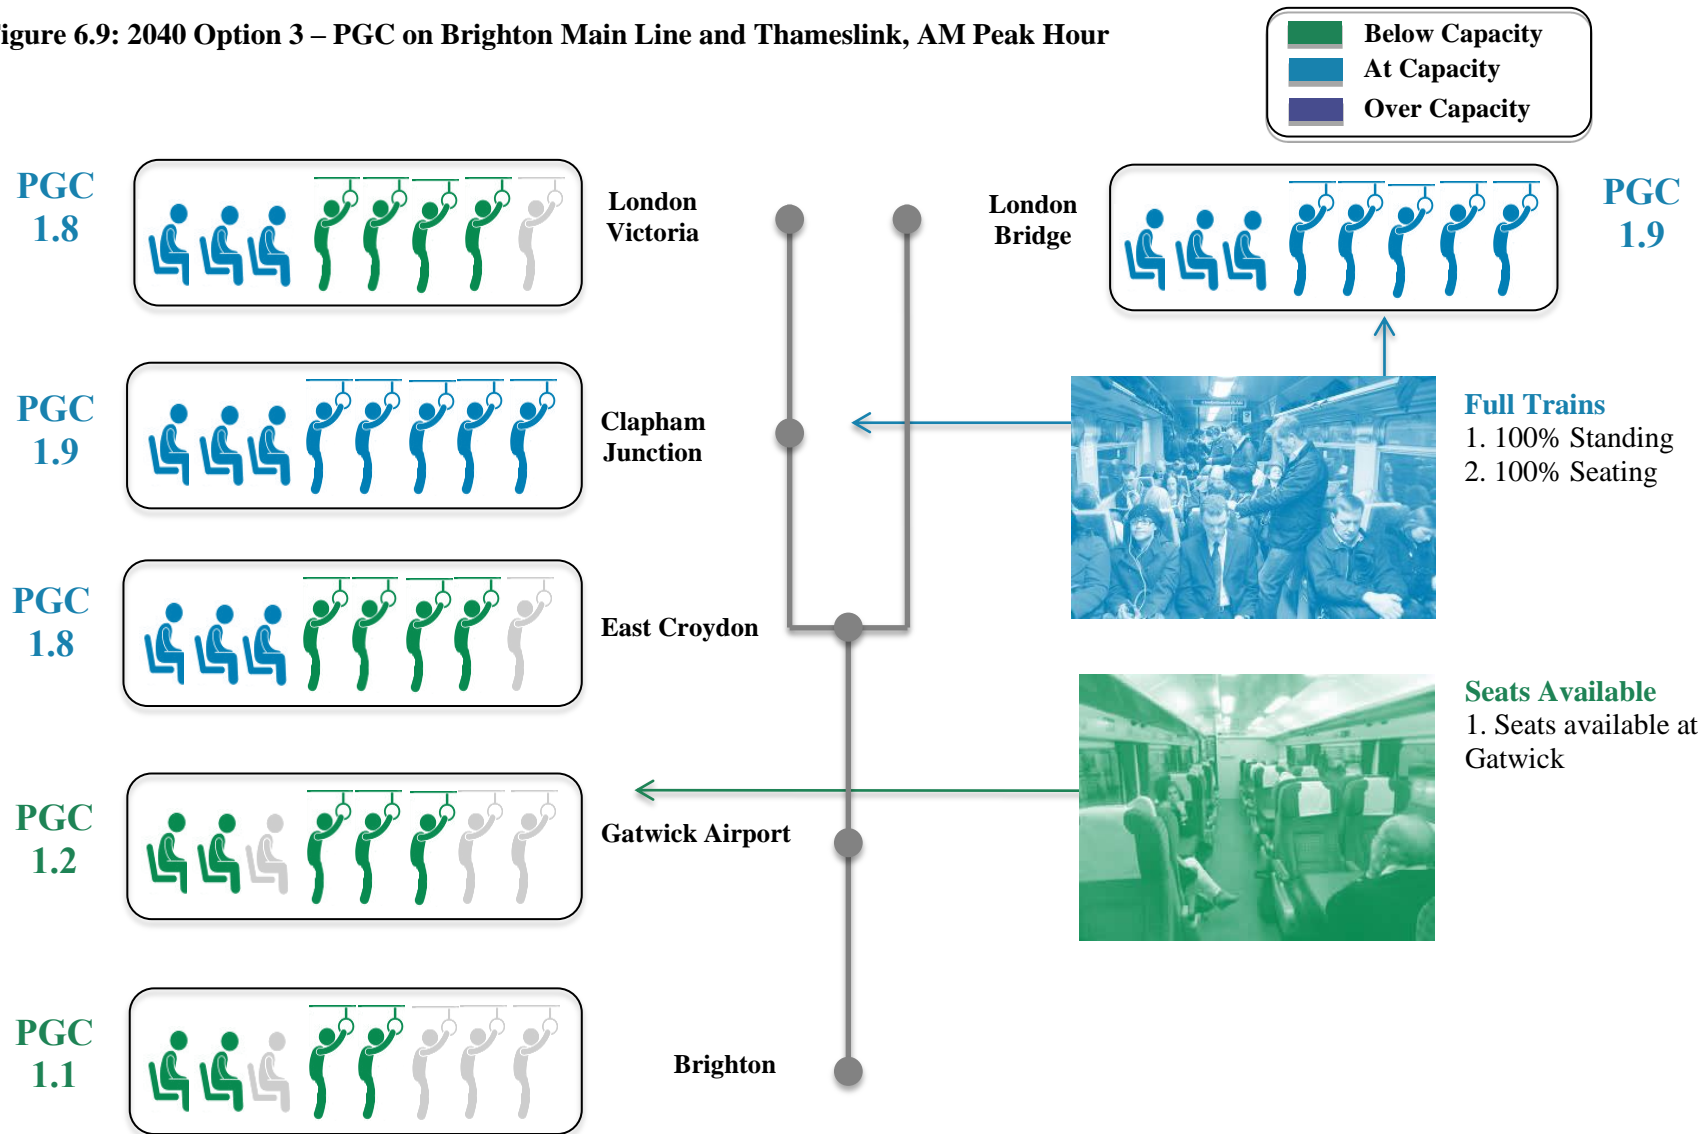 igure 6.9: 2040 Option 3 – PGC on Brighton Main Line and Thameslink, AM Peak Hour
Below Capacity
At Capacity
Over Capacity
PGC
1.8
London
Victoria
London
Bridge
PGC
1.9
PGC
1.9
Clapham
Junction
Full Trains
1. 100% Standing
2. 100% Seating
PGC
1.8
East Croydon
Seats Available
1. Seats available at
Gatwick
PGC
1.2
Gatwick Airport
PGC
1.1
Brighton